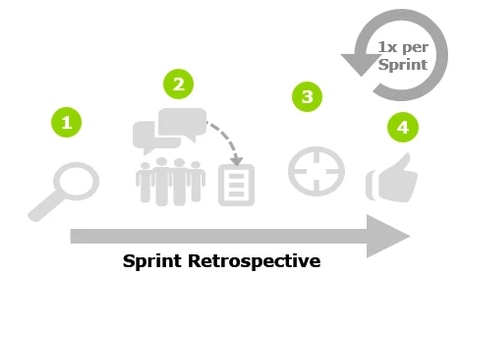 1x per
Sprint
1
2
3
4
Sprint Retrospective